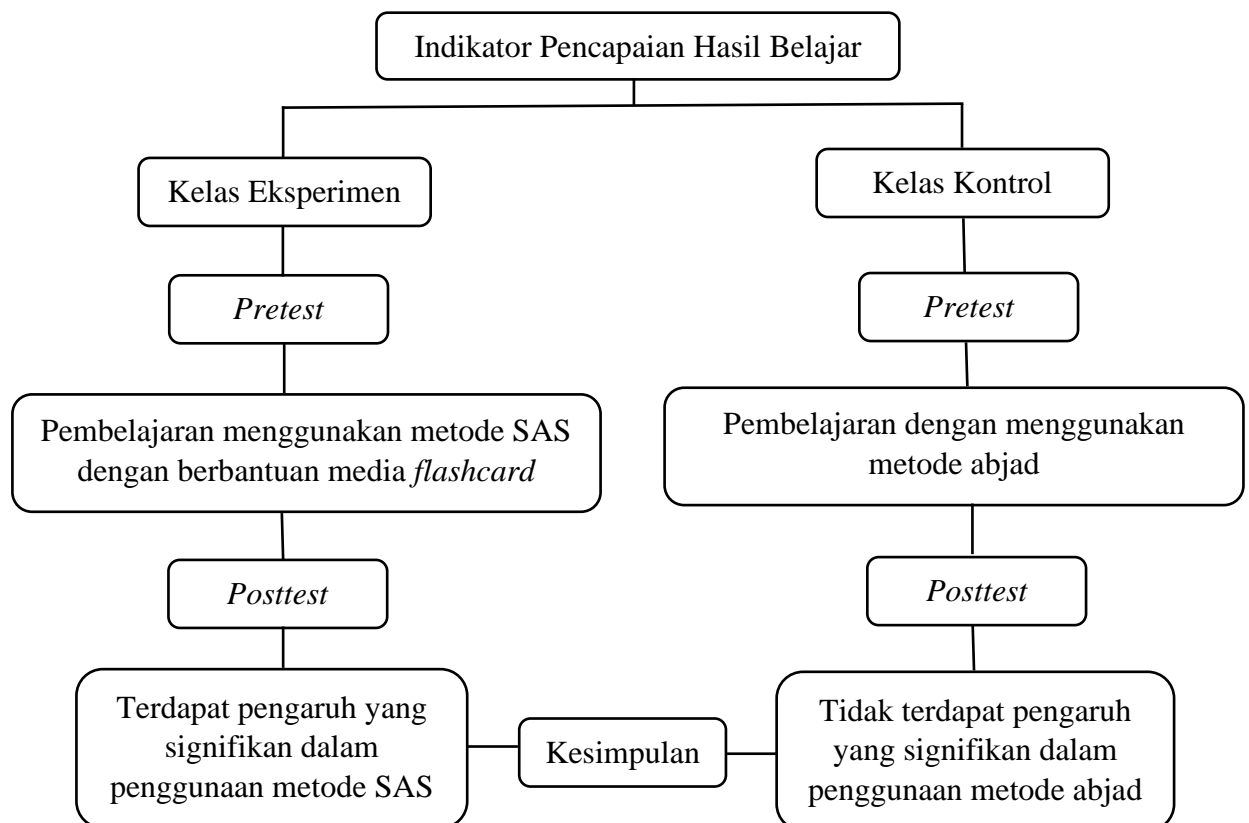 Indikator Pencapaian Hasil Belajar
Kelas Eksperimen
Kelas Kontrol
Pretest
Pretest
Pembelajaran menggunakan metode SAS
dengan berbantuan media flashcard
Pembelajaran dengan menggunakan
metode abjad
Posttest
Posttest
Terdapat pengaruh yang
signifikan dalam
penggunaan metode SAS
Kesimpulan
Tidak terdapat pengaruh
yang signifikan dalam
penggunaan metode abjad